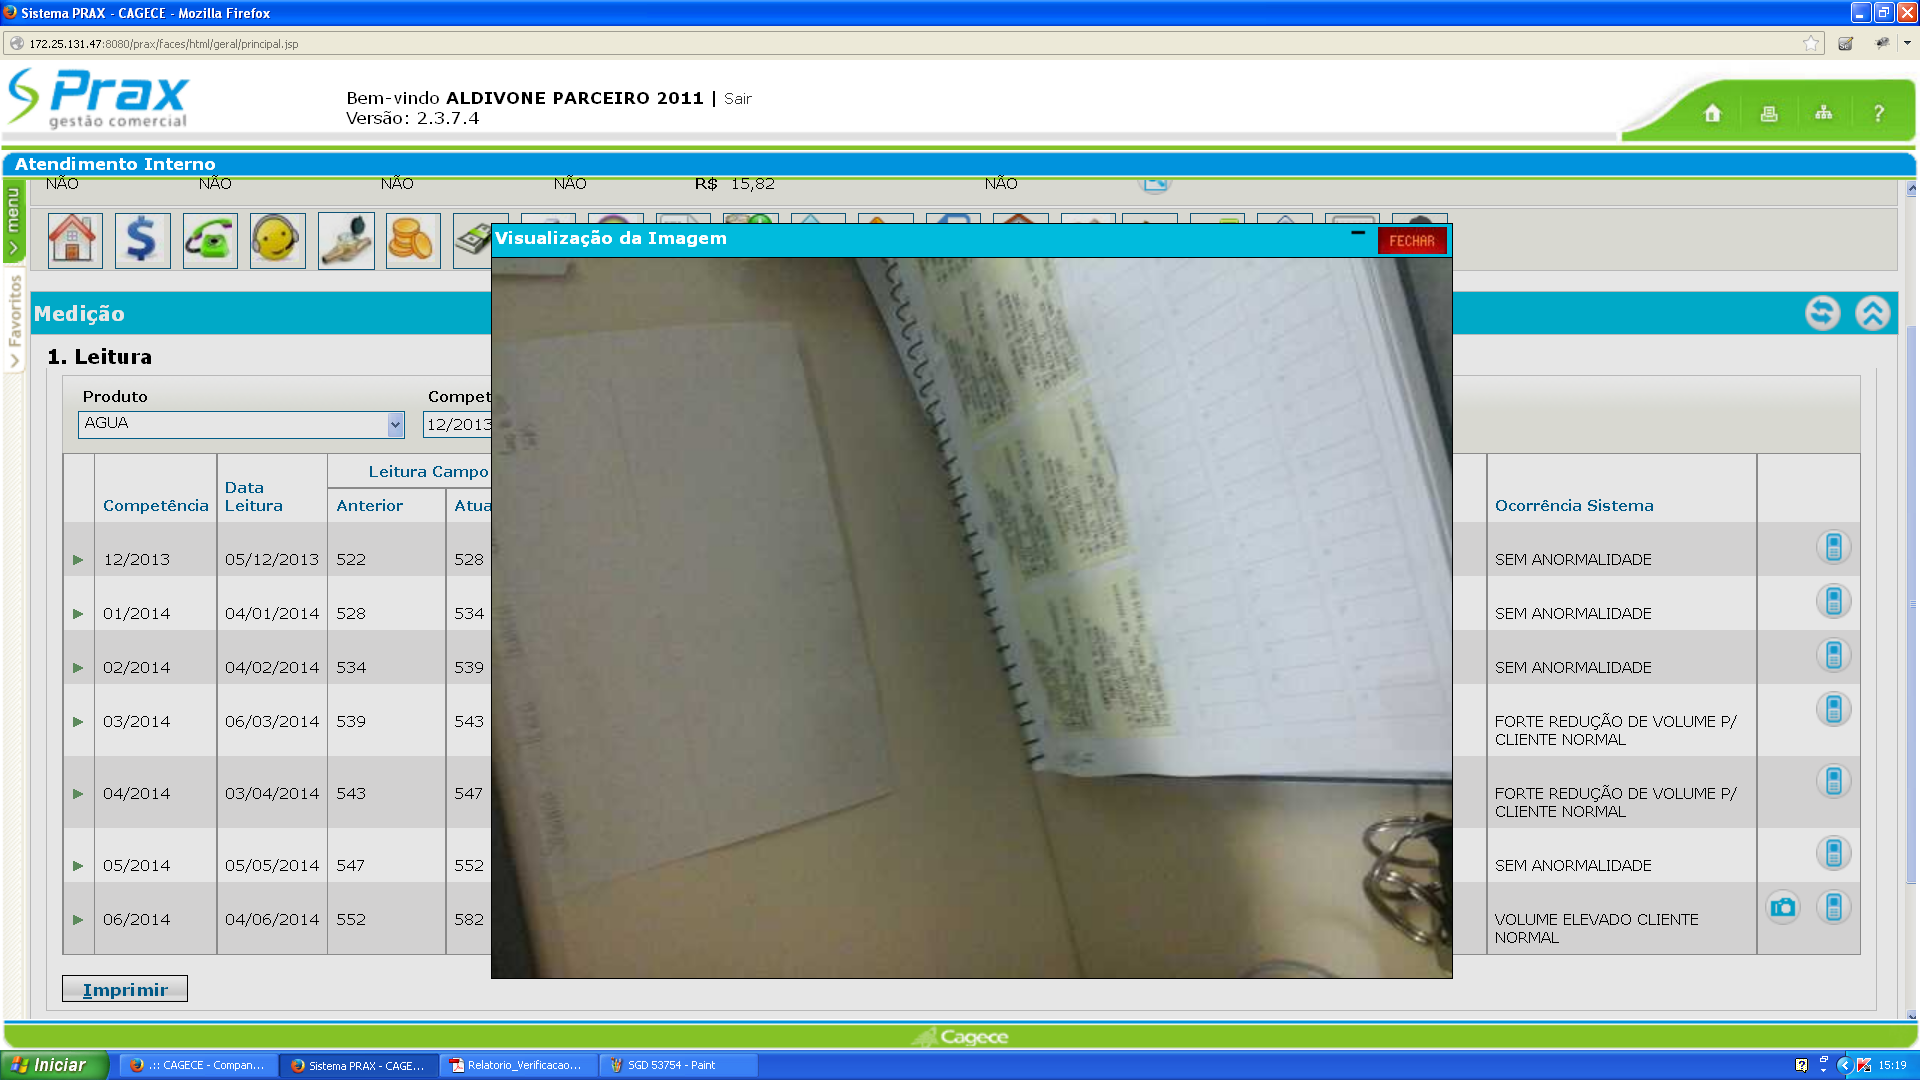 Sistema PRAX - CAGECE - Mozilla Firefox
172.25.131.47:8080/prax/faces/html/geral/principal.jsp
Prax
gestão comercial
Bem-vindo ALDIVONE PARCEIRO 2011 | Sair
Versão: 2.3.7.4
?
Atendimento Interno
menu
Favoritos
NÃO NÃO NÃO NÃO R$ 15,82 NÃO
Visualização da Imagem
FECHAR
Medição
1. Leitura
Produto Compet
AGUA 12/2013
Leitura Campo
Competência Data Leitura Anterior Atua Ocorrência Sistema
12/2013 05/12/2013 522 528 SEM ANORMALIDADE
01/2014 04/01/2014 528 534 SEM ANORMALIDADE
02/2014 04/02/2014 534 539 SEM ANORMALIDADE
03/2014 06/03/2014 539 543 FORTE REDUÇÃO DE VOLUME P/
CLIENTE NORMAL
04/2014 03/04/2014 543 547 FORTE REDUÇÃO DE VOLUME P/
CLIENTE NORMAL
05/2014 05/05/2014 547 552 SEM ANORMALIDADE
06/2014 04/06/2014 552 582 VOLUME ELEVADO CLIENTE
NORMAL
Imprimir
Cagece
Iniciar
.:: CAGECE - Compan...
Sistema PRAX - CAGE...
Relatorio_Verificacao...
SGD 53754 - Paint
15:19